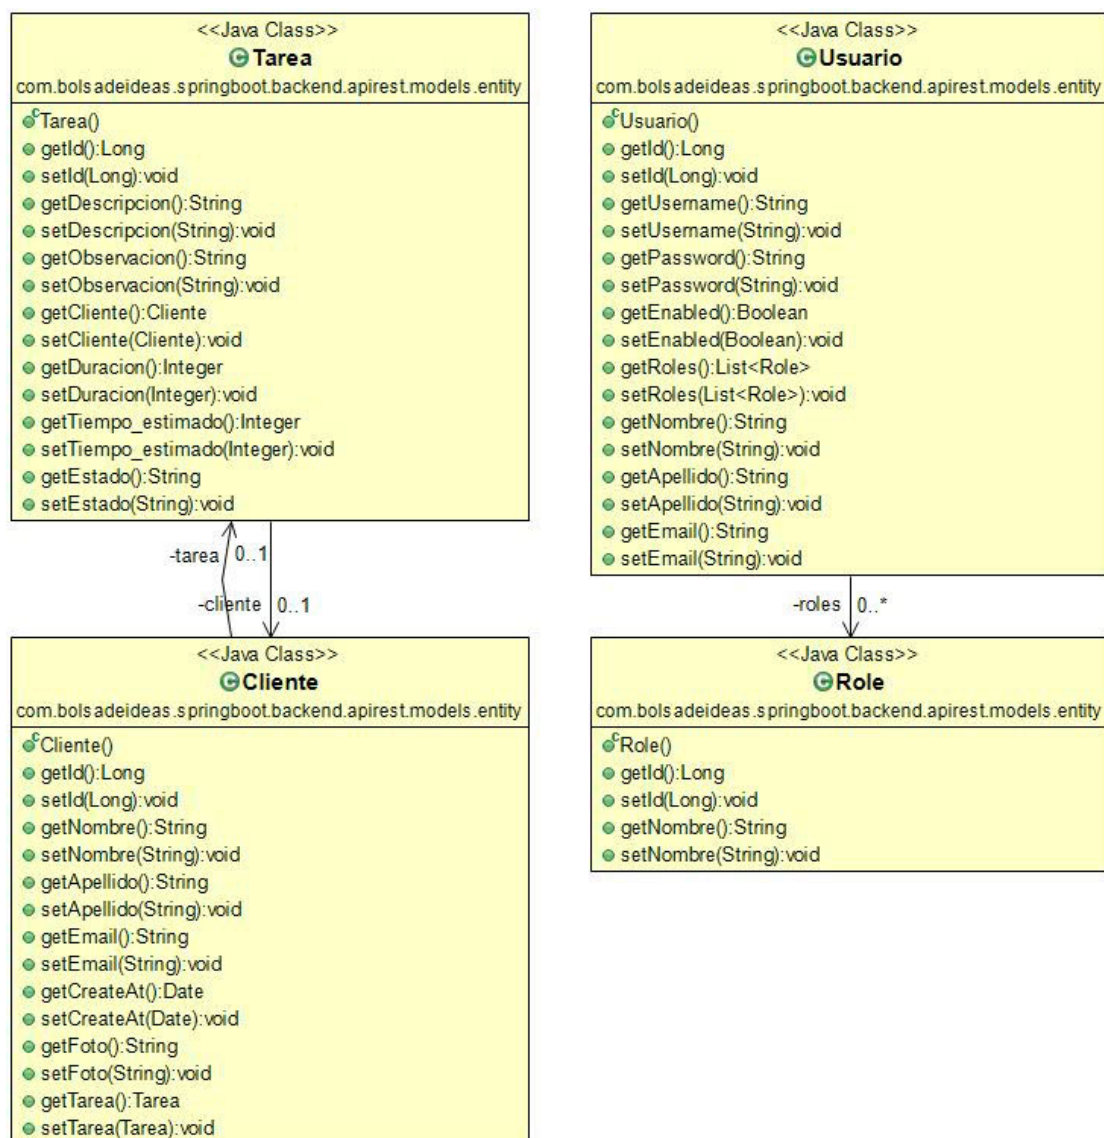 <<Java Class>>
Tarea
com.bolsadeideas.springboot.backend.apirest.models.entity
Tarea()
getId():Long
setId(Long):void
getDescripcion():String
setDescripcion(String):void
getObservacion():String
setObservacion(String):void
getCliente():Cliente
setCliente(Cliente):void
getDuracion():Integer
setDuracion(Integer):void
getTiempo_estimado():Integer
setTiempo_estimado(Integer):void
getEstado():String
setEstado(String):void
-tarea 0..1
-cliente 0..1
<<Java Class>>
Cliente
com.bolsadeideas.springboot.backend.apirest.models.entity
Cliente()
getId():Long
setId(Long):void
getNombre():String
setNombre(String):void
getApellido():String
setApellido(String):void
getEmail():String
setEmail(String):void
getCreateAt():Date
setCreateAt(Date):void
getFoto():String
setFoto(String):void
getTarea():Tarea
setTarea(Tarea):void
<<Java Class>>
Usuario
com.bolsadeideas.springboot.backend.apirest.models.entity
Usuario()
getId():Long
setId(Long):void
getUsername():String
setUsername(String):void
getPassword():String
setPassword(String):void
getEnabled():Boolean
setEnabled(Boolean):void
getRoles():List<Role>
setRoles(List<Role>):void
getNombre():String
setNombre(String):void
getApellido():String
setApellido(String):void
getEmail():String
setEmail(String):void
-roles 0..*
<<Java Class>>
Role
com.bolsadeideas.springboot.backend.apirest.models.entity
Role()
getId():Long
setId(Long):void
getNombre():String
setNombre(String):void